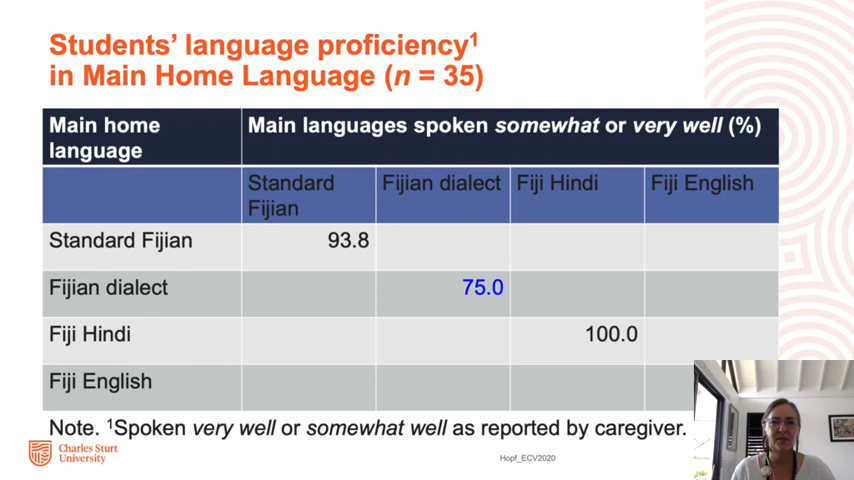 Students’ language proficiency¹
in Main Home Language (n = 35)
Main home
language
Main languages spoken somewhat or very well (%)
Standard
Fijian
Fijian dialect
Fiji Hindi
Fiji English
Standard Fijian
93.8
Fijian dialect
75.0
Fiji Hindi
100.0
Fiji English
Note. ¹Spoken very well or somewhat well as reported by caregiver.
Charles Sturt
University
Hopf_ECV2020